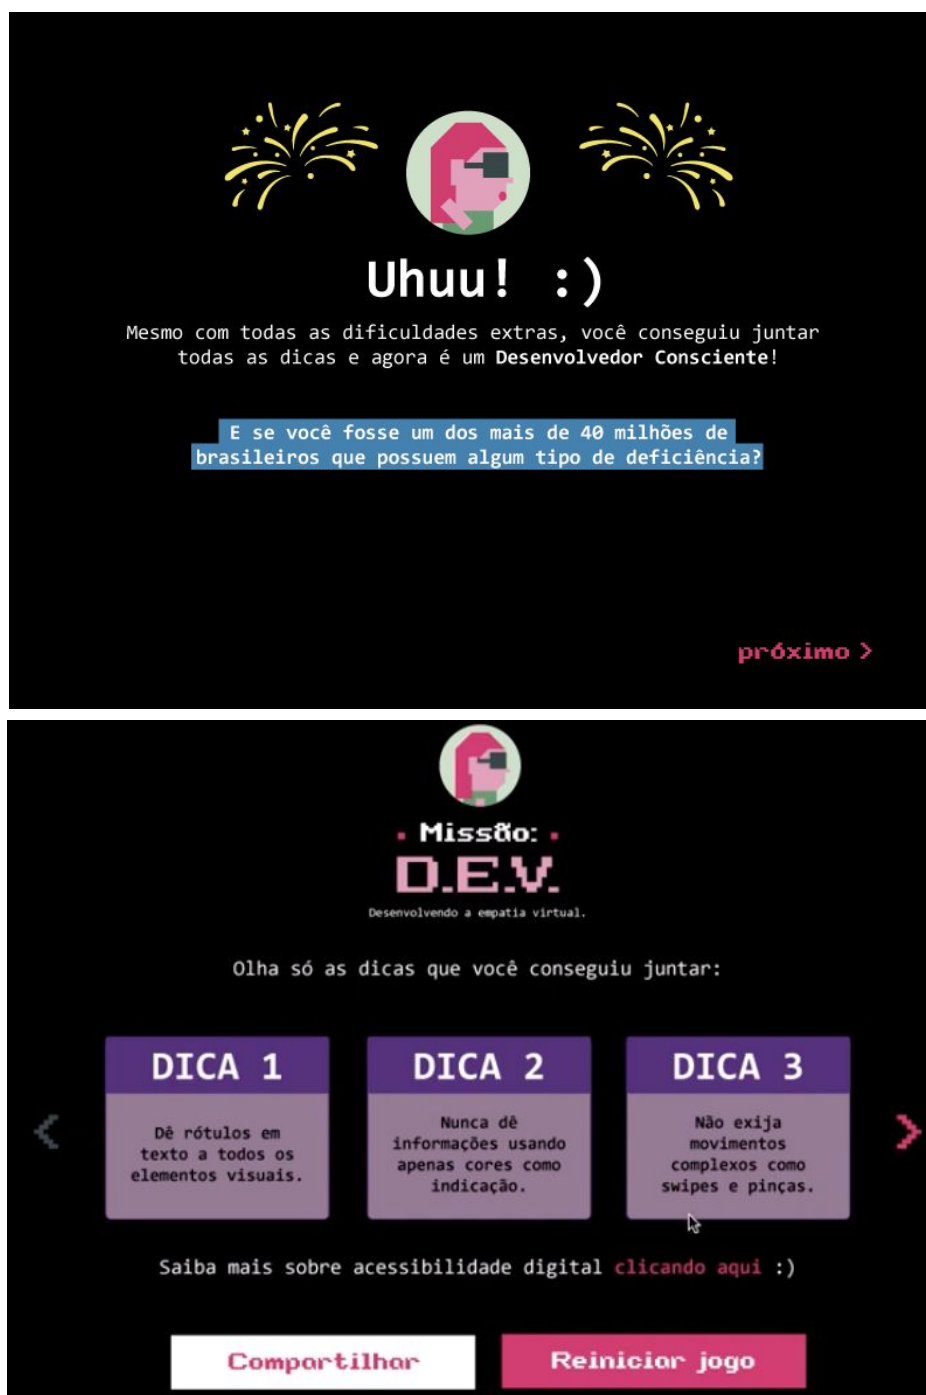 Uhuu! :)
Mesmo com todas as dificuldades extras, você conseguiu juntar
todas as dicas e agora é um Desenvolvedor Consciente!
E se você fosse um dos mais de 40 milhões de
brasileiros que possuem algum tipo de deficiência?
próximo >
Missão:
D.E.V.
Desenvolvendo a empatia virtual.
Olha só as dicas que você conseguiu juntar:
DICA 1
Dê rótulos em
texto a todos os
elementos visuais.
DICA 2
Nunca dê
informações usando
apenas cores como
indicação.
DICA 3
Não exija
movimentos
complexos como
swipes e pinças.
Saiba mais sobre acessibilidade digital clicando aqui :)
Compartilhar
Reiniciar jogo